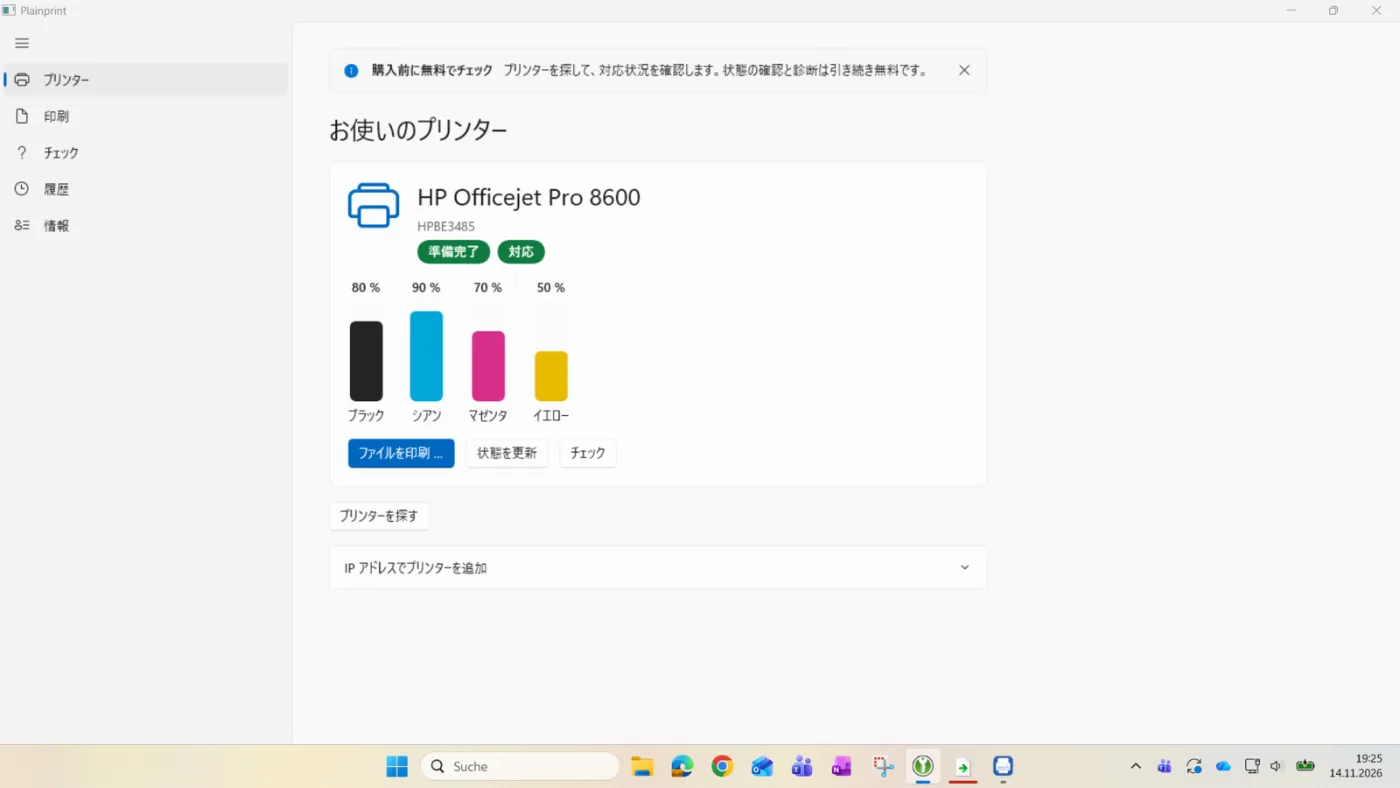 Plainprint
プリンター
印刷
チェック
履歴
情報
購入前に無料でチェック プリンターを探して、対応状況を確認します。状態の確認と診断は引き続き無料です。
お使いのプリンター
HP Officejet Pro 8600
HPBE3485
準備完了 対応
80 % 90 % 70 % 50 %
ブラック シアン マゼンタ イエロー
ファイルを印刷 ... 状態を更新 チェック
プリンターを探す
IP アドレスでプリンターを追加
Suche
19:25
14.11.2026